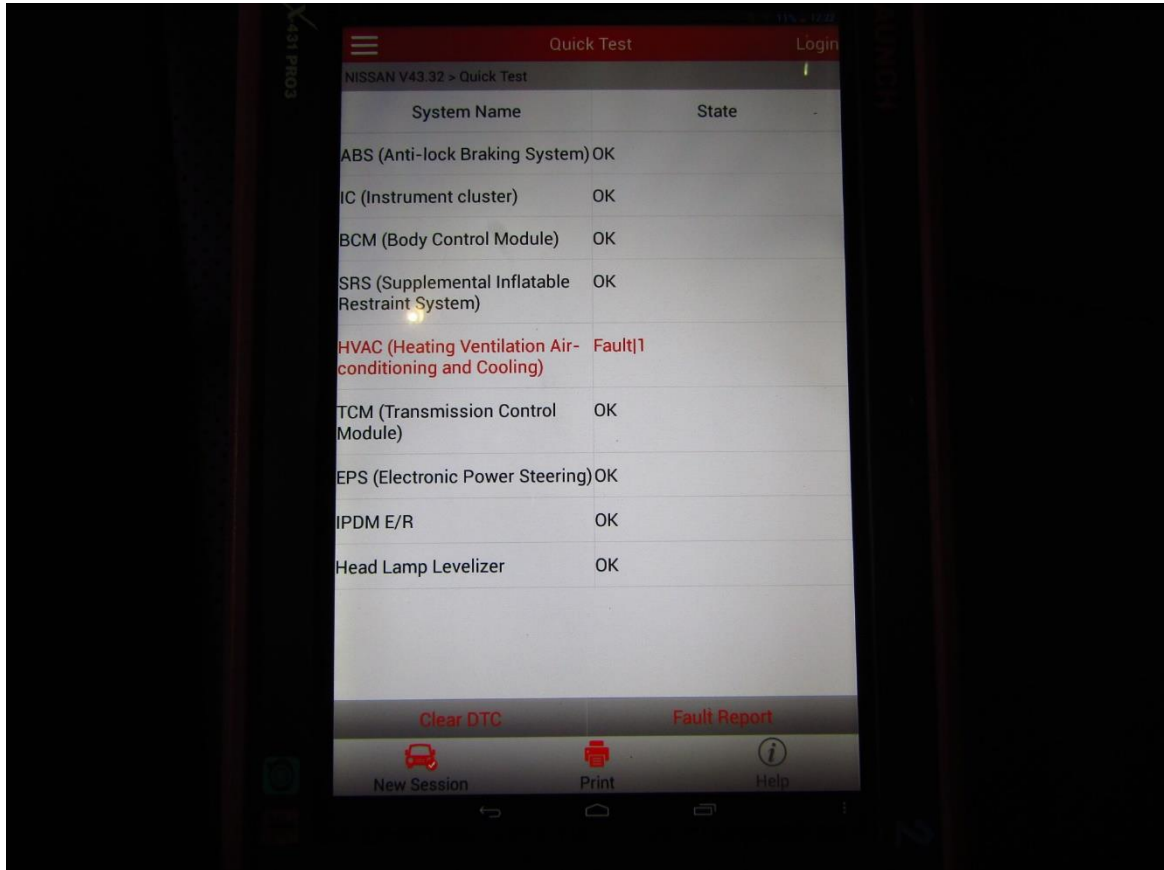 X-431 PRO3
LAUNCH
Quick Test
Login
NISSAN V43.32 > Quick Test
System Name State
ABS (Anti-lock Braking System) OK
IC (Instrument cluster) OK
BCM (Body Control Module) OK
SRS (Supplemental Inflatable OK
Restraint System)
HVAC (Heating Ventilation Air- Fault|1
conditioning and Cooling)
TCM (Transmission Control OK
Module)
EPS (Electronic Power Steering) OK
IPDM E/R OK
Head Lamp Levelizer OK
Clear DTC Fault Report
New Session Print Help